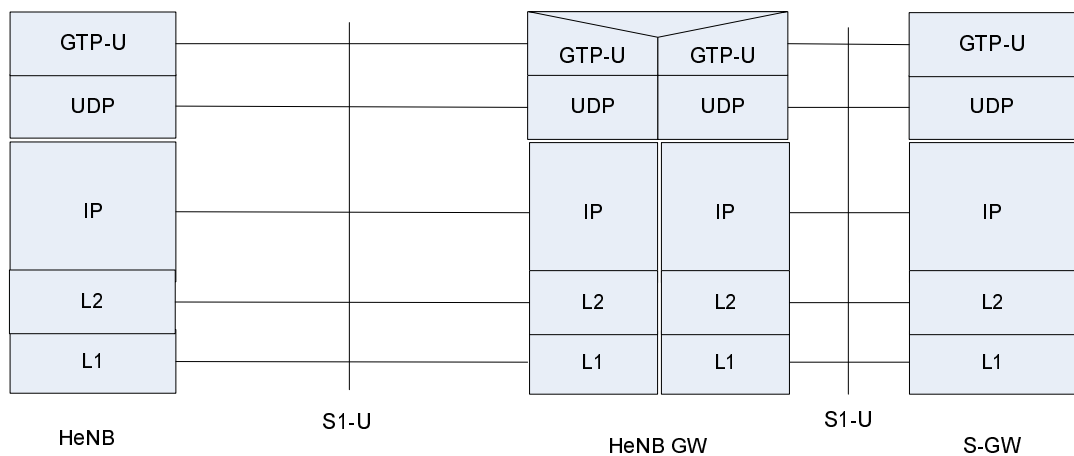 GTP-U GTP-U GTP-U GTP-U
UDP UDP UDP UDP
IP IP IP IP
L2 L2 L2 L2
L1 L1 L1 L1
S1-U S1-U
HeNB HeNB GW S-GW